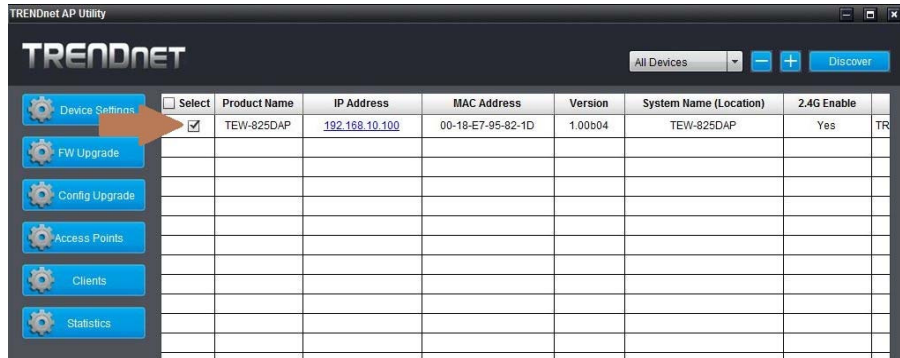 TRENDnet AP Utility
TRENDnet
All Devices
Discover
Select Product Name IP Address MAC Address Version System Name (Location) 2.4G Enable
TEW-825DAP 192.168.10.100 00-18-E7-95-82-1D 1.00b04 TEW-825DAP Yes TR
Device Settings
FW Upgrade
Config Upgrade
Access Points
Clients
Statistics